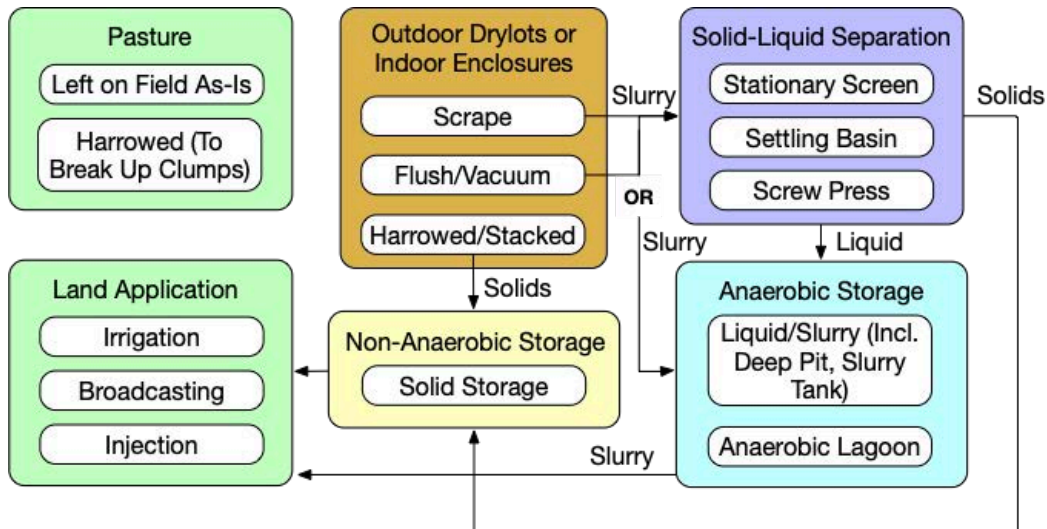 Pasture
Left on Field As-Is
Harrowed (To
Break Up Clumps)
Outdoor Drylots or
Indoor Enclosures
Scrape
Flush/Vacuum
Harrowed/Stacked
Slurry
OR
Slurry
Solids
Solid-Liquid Separation
Stationary Screen
Settling Basin
Screw Press
Solids
Liquid
Land Application
Irrigation
Broadcasting
Injection
Non-Anaerobic Storage
Solid Storage
Anaerobic Storage
Liquid/Slurry (Incl.
Deep Pit, Slurry
Tank)
Anaerobic Lagoon
Slurry